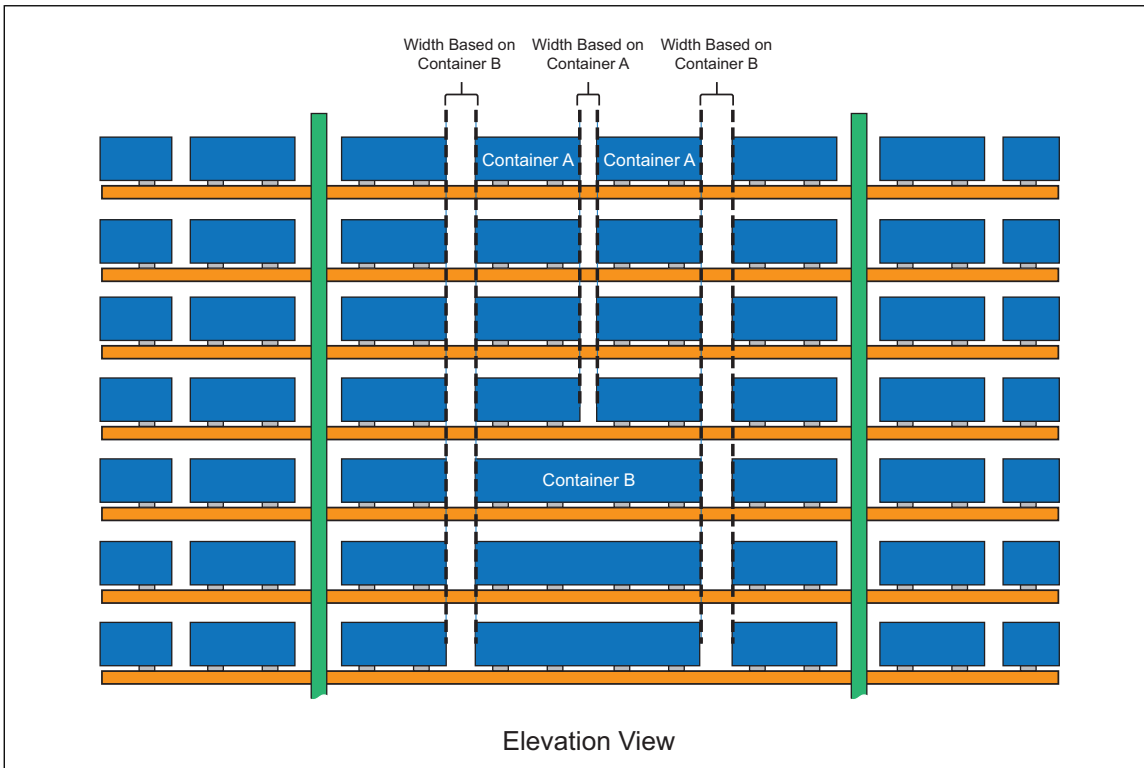 Width Based on
Container B
Width Based on
Container A
Width Based on
Container B
Container A
Container A
Container B
Elevation View